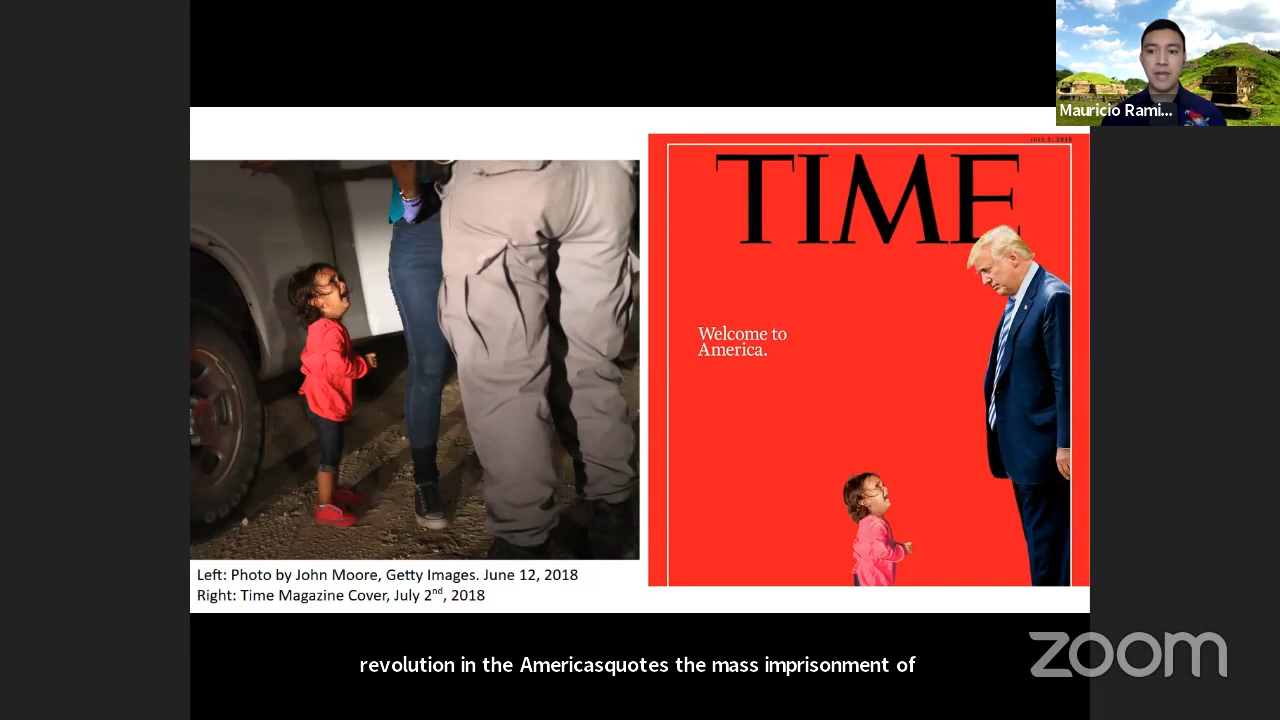 Mauricio Rami...
JULY 2, 2018
TIME
Welcome to
America.
Left: Photo by John Moore, Getty Images. June 12, 2018
Right: Time Magazine Cover, July 2nd, 2018
revolution in the Americasquotes the mass imprisonment of
zoom